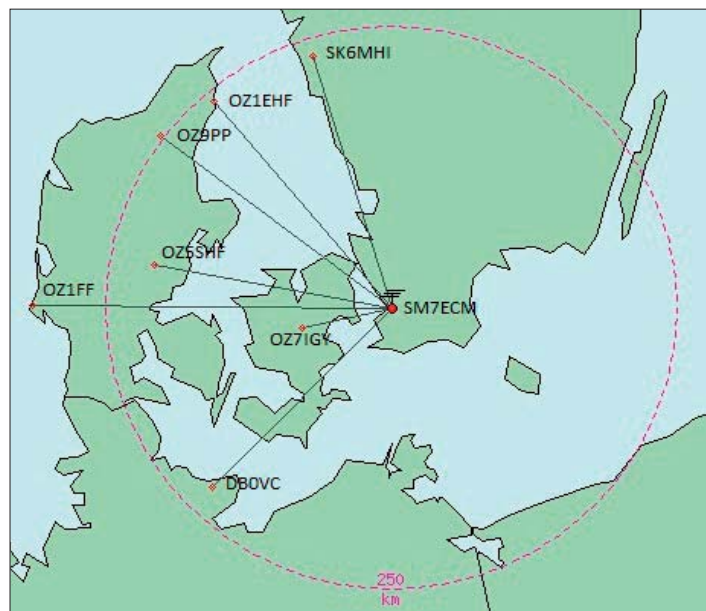 SK6MHI
OZ1EHF
OZ9PP
OZ5SHF
OZ1FF
SM7ECM
OZ7IGY
DB0VC
250
km